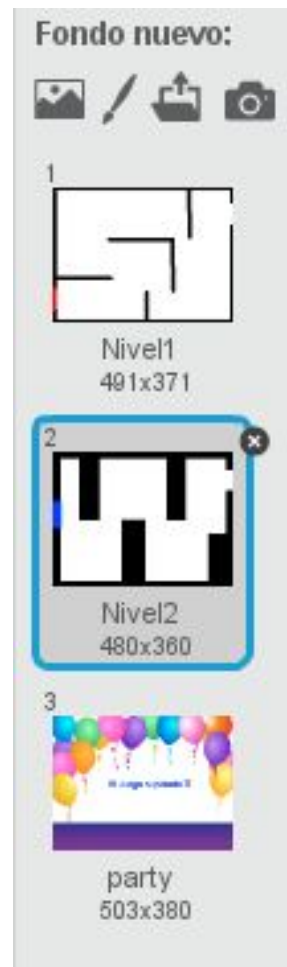 Fondo nuevo:
1
Nivel1
491x371
2
Nivel2
480x360
3
party
503x380